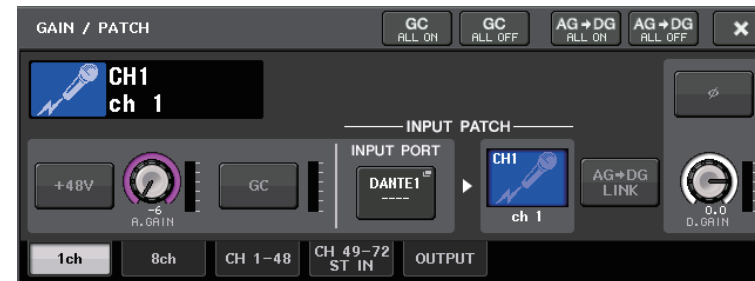 GAIN / PATCH
GC ALL ON
GC ALL OFF
AG→DG ALL ON
AG→DG ALL OFF
CH1
ch 1
INPUT PATCH
INPUT PORT
+48V
-6
A.GAIN
GC
DANTE1
----
CH1
ch 1
AG→DG LINK
ø
0.0
D.GAIN
1ch
8ch
CH 1-48
CH 49-72 ST IN
OUTPUT